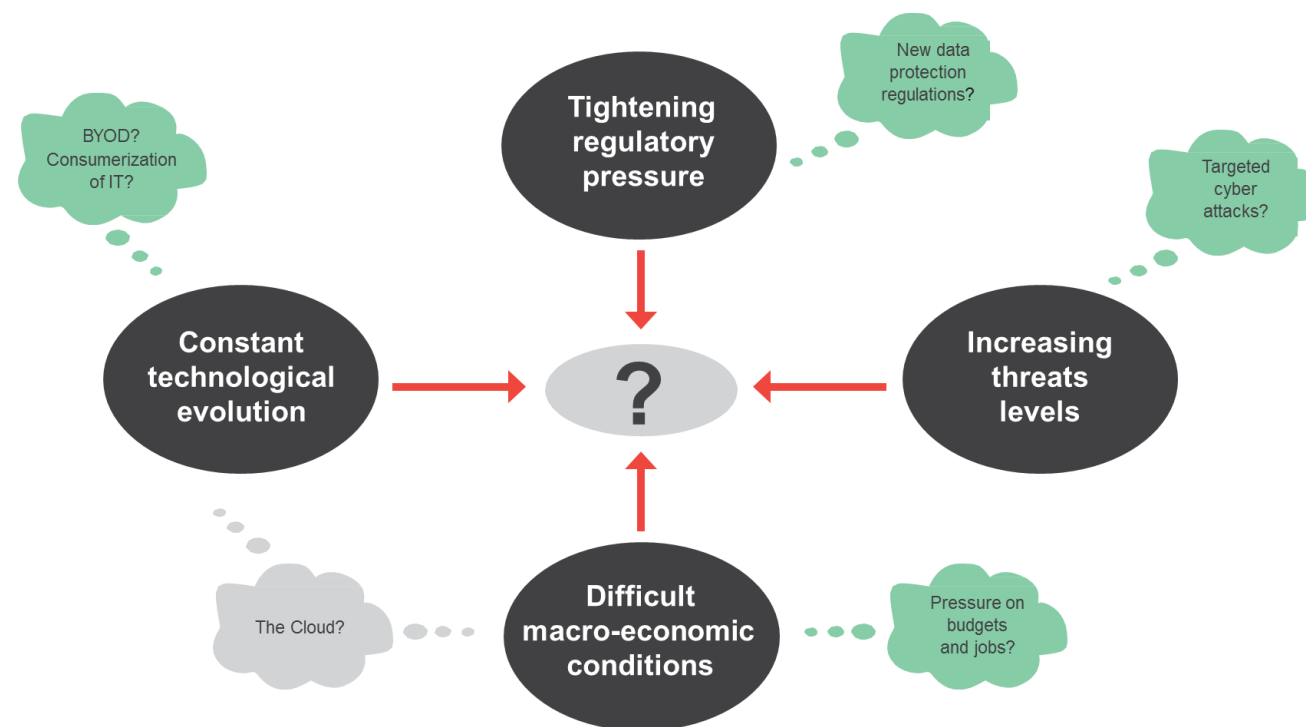 New data
protection
regulations?
Tightening
regulatory
pressure
BYOD?
Consumerization
of IT?
Targeted
cyber
attacks?
Constant
technological
evolution
?
Increasing
threats
levels
The Cloud?
Difficult
macro-economic
conditions
Pressure on
budgets
and jobs?